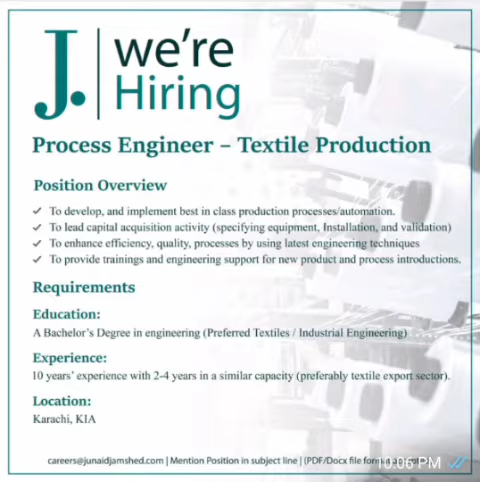 J. we're
Hiring
Process Engineer – Textile Production
Position Overview
✓ To develop, and implement best in class production processes/automation.
✓ To lead capital acquisition activity (specifying equipment, Installation, and validation)
✓ To enhance efficiency, quality, processes by using latest engineering techniques
✓ To provide trainings and engineering support for new product and process introductions.
Requirements
Education:
A Bachelor's Degree in engineering (Preferred Textiles / Industrial Engineering)
Experience:
10 years' experience with 2-4 years in a similar capacity (preferably textile export sector).
Location:
Karachi, KIA
careers@junaidjamshed.com | Mention Position in subject line | (PDF/Docx file
10:06 PM